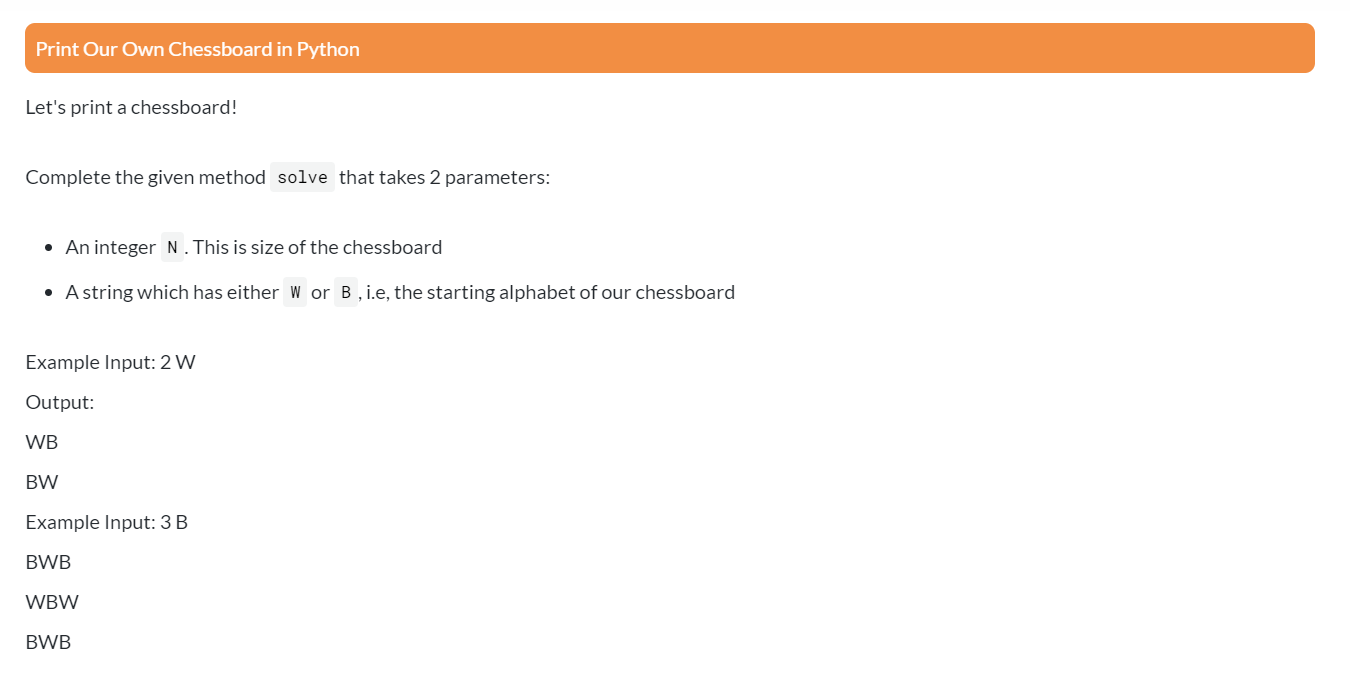 Print Our Own Chessboard in Python
Let's print a chessboard!
Complete the given method solve that takes 2 parameters:
• An integer N. This is size of the chessboard
• A string which has either W or B, i.e, the starting alphabet of our chessboard
Example Input: 2 W
Output:
WB
BW
Example Input: 3 B
BWB
WBW
BWB